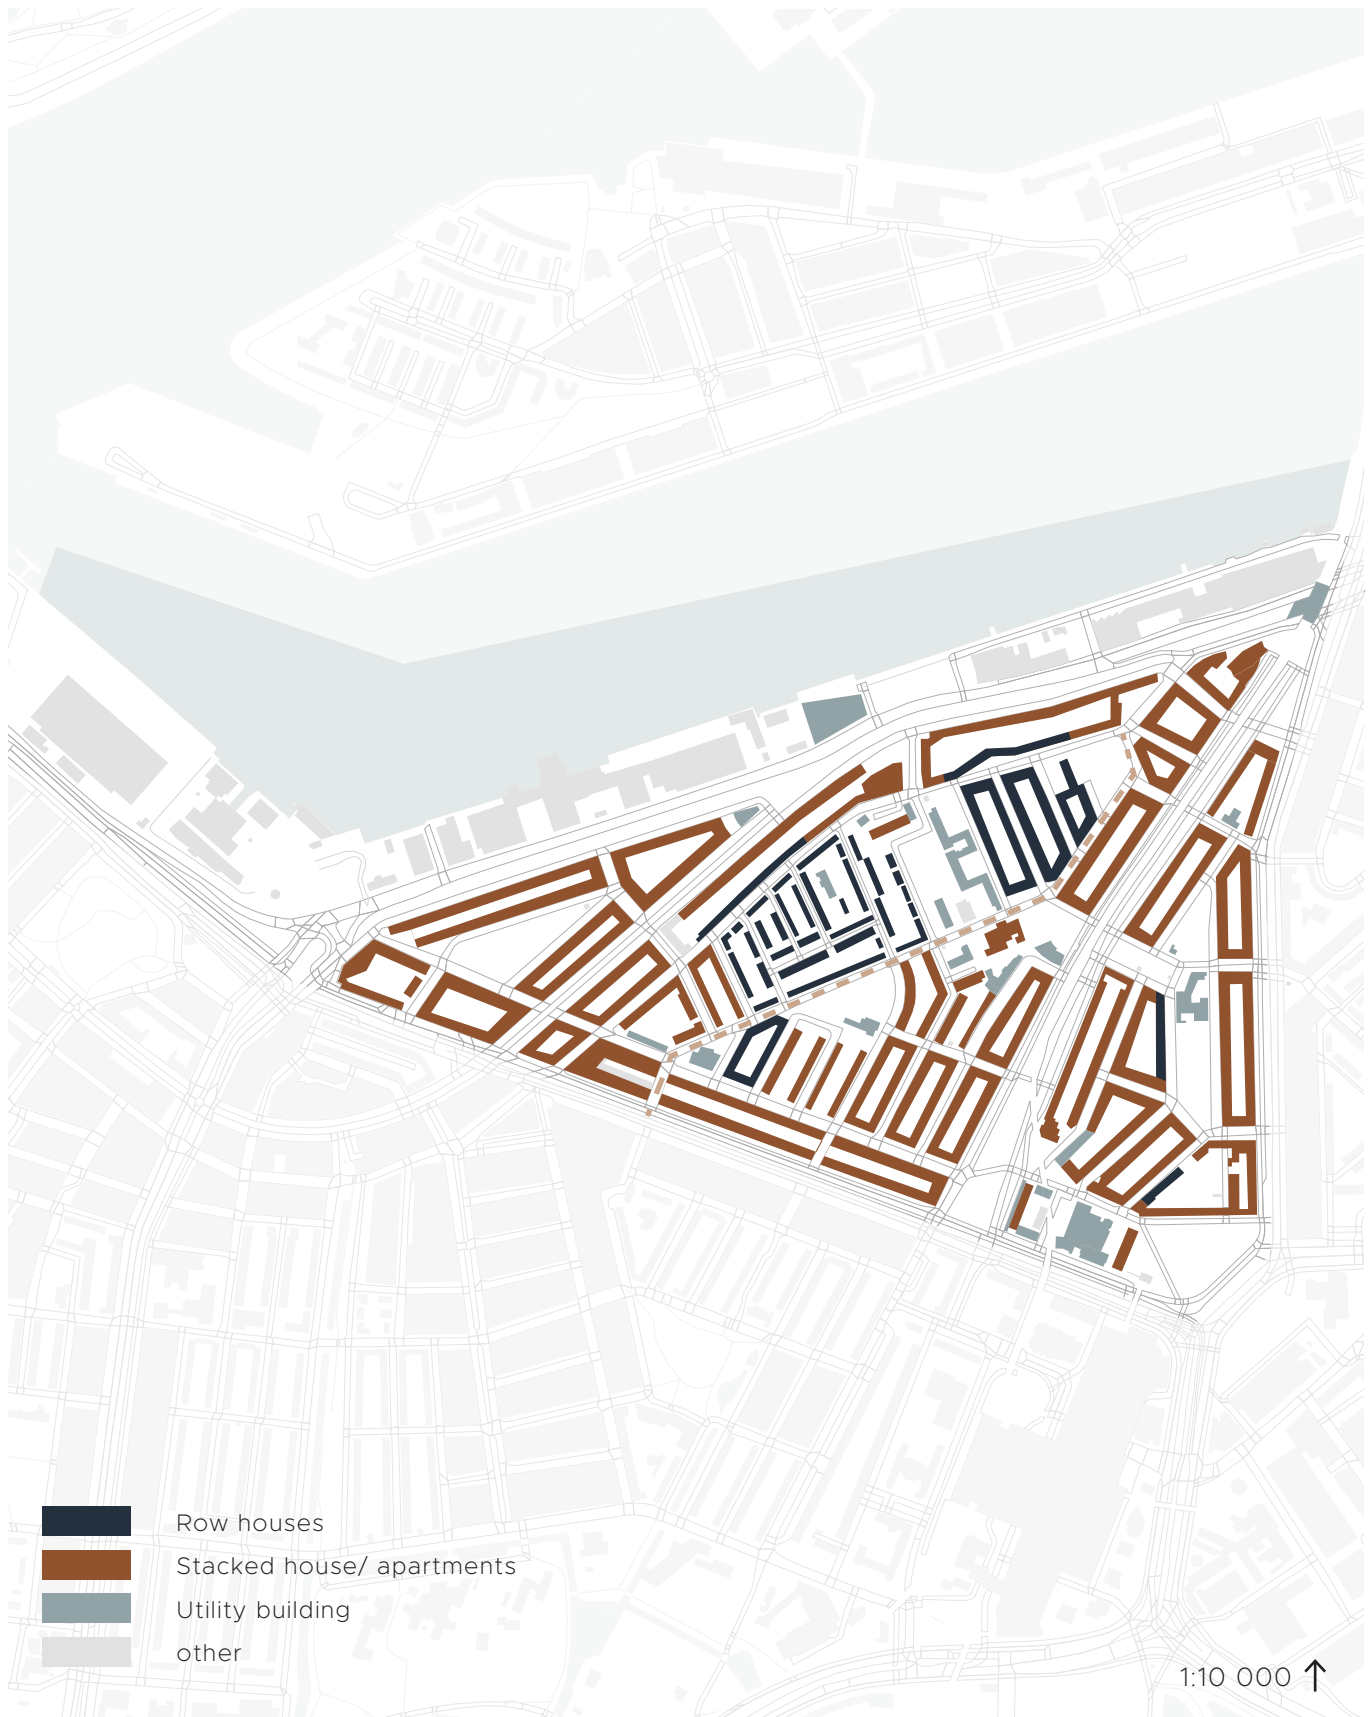 Row houses
Stacked house/ apartments
Utility building
other
1:10 000